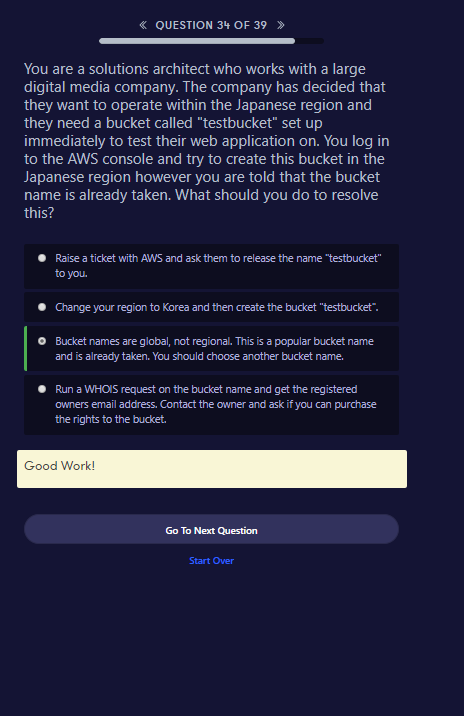 « QUESTION 34 OF 39 »
You are a solutions architect who works with a large
digital media company. The company has decided that
they want to operate within the Japanese region and
they need a bucket called "testbucket" set up
immediately to test their web application on. You log in
to the AWS console and try to create this bucket in the
Japanese region however you are told that the bucket
name is already taken. What should you do to resolve
this?
Raise a ticket with AWS and ask them to release the name "testbucket"
to you.
Change your region to Korea and then create the bucket "testbucket".
Bucket names are global, not regional. This is a popular bucket name
and is already taken. You should choose another bucket name.
Run a WHOIS request on the bucket name and get the registered
owners email address. Contact the owner and ask if you can purchase
the rights to the bucket.
Good Work!
Go To Next Question
Start Over